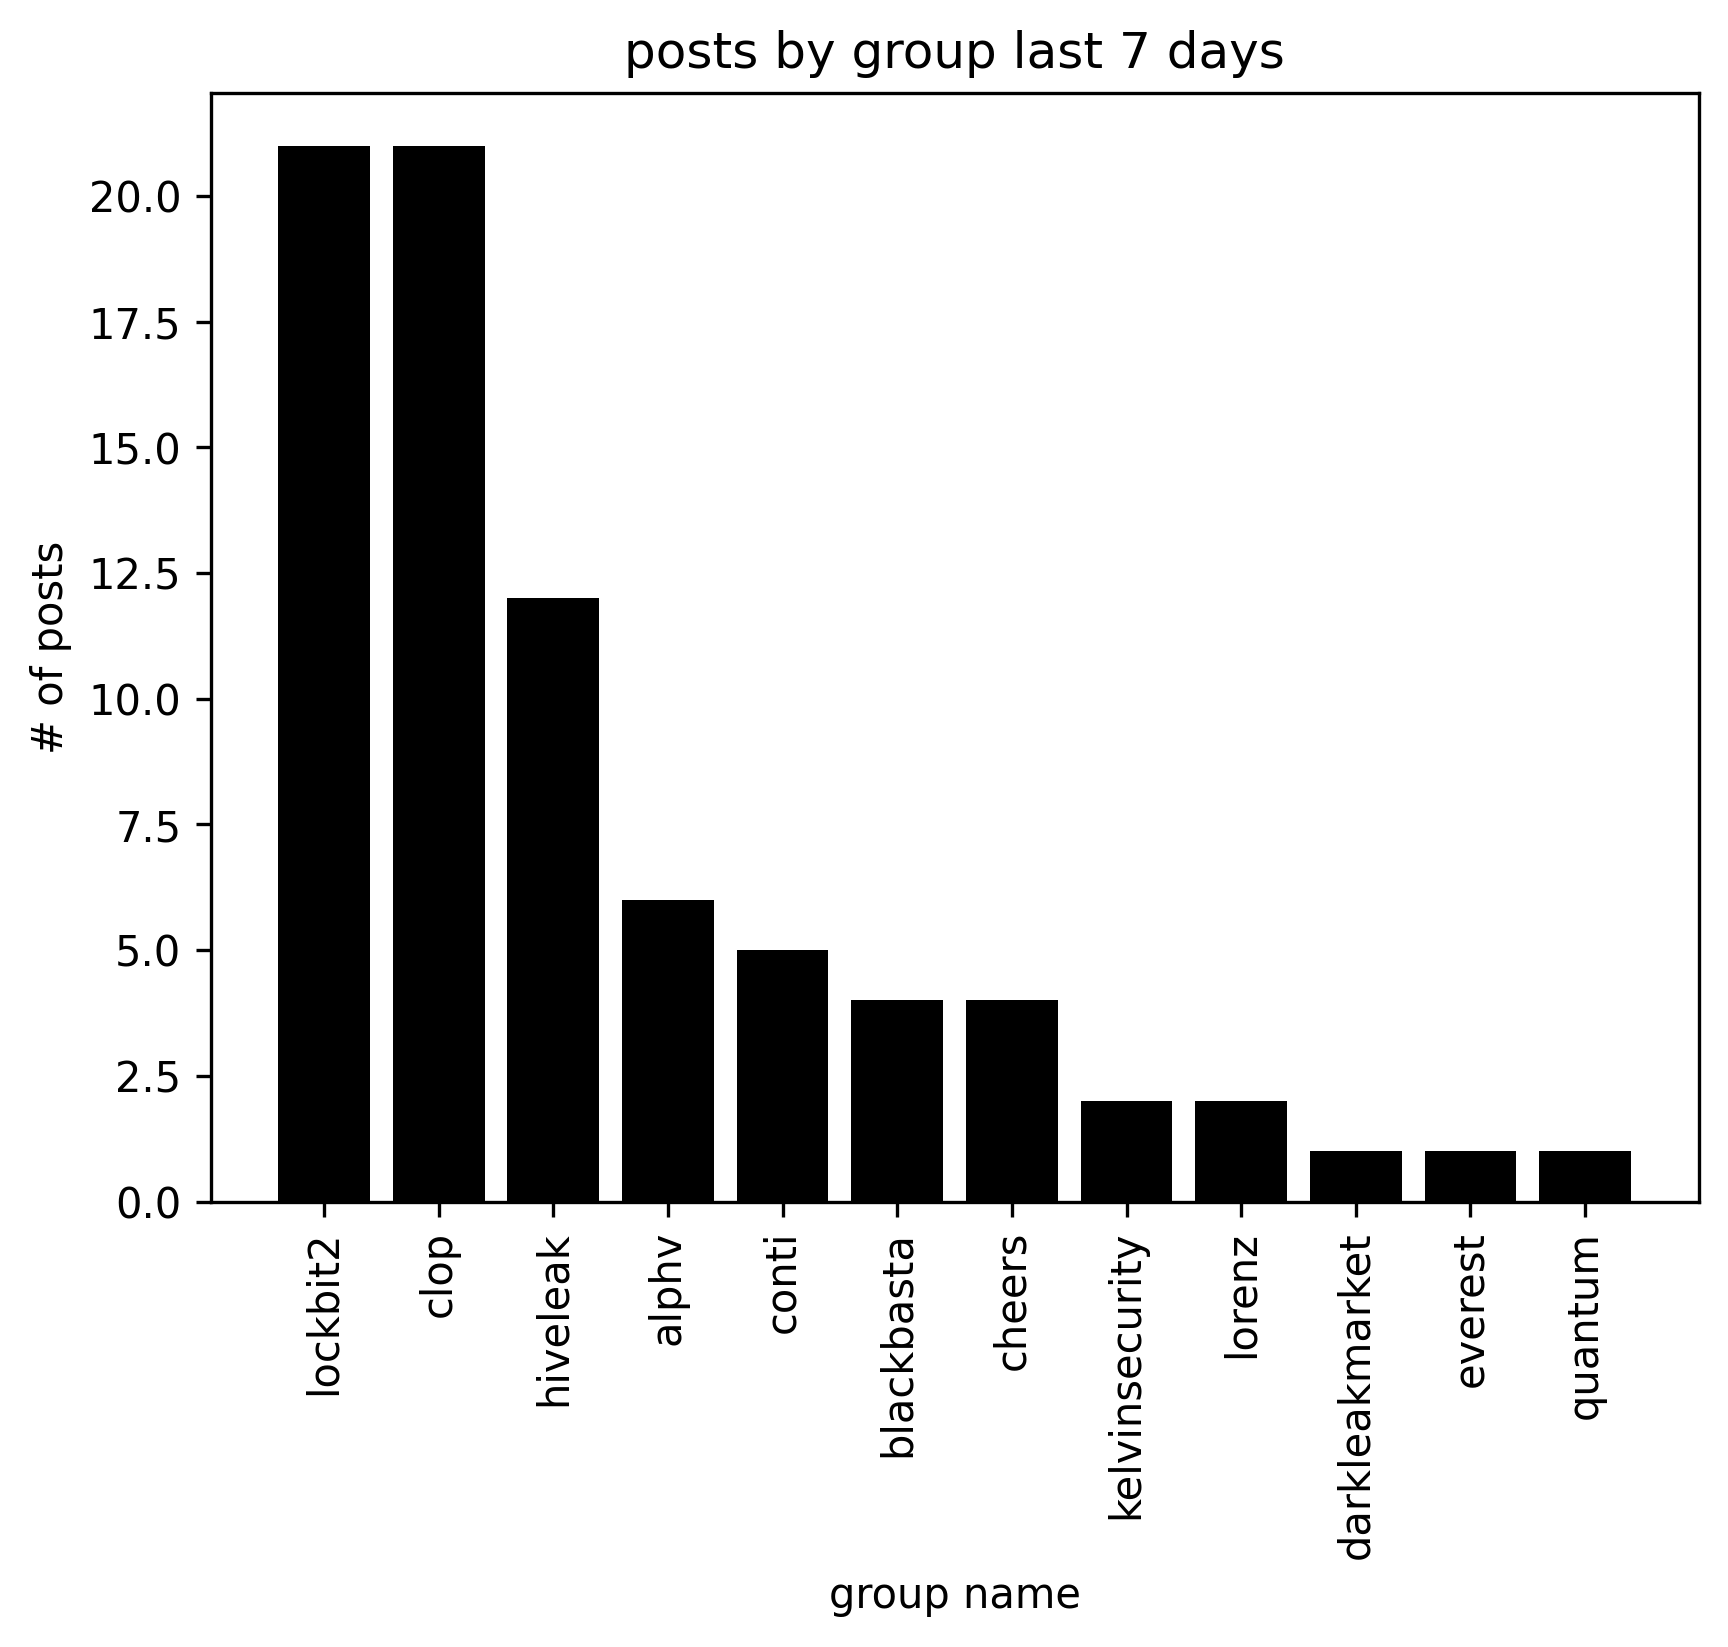 posts by group last 7 days
# of posts
20.0
17.5
15.0
12.5
10.0
7.5
5.0
2.5
0.0
lockbit2
clop
hiveleak
alphv
conti
blackbasta
cheers
kelvinsecurity
lorenz
darkleakmarket
everest
quantum
group name